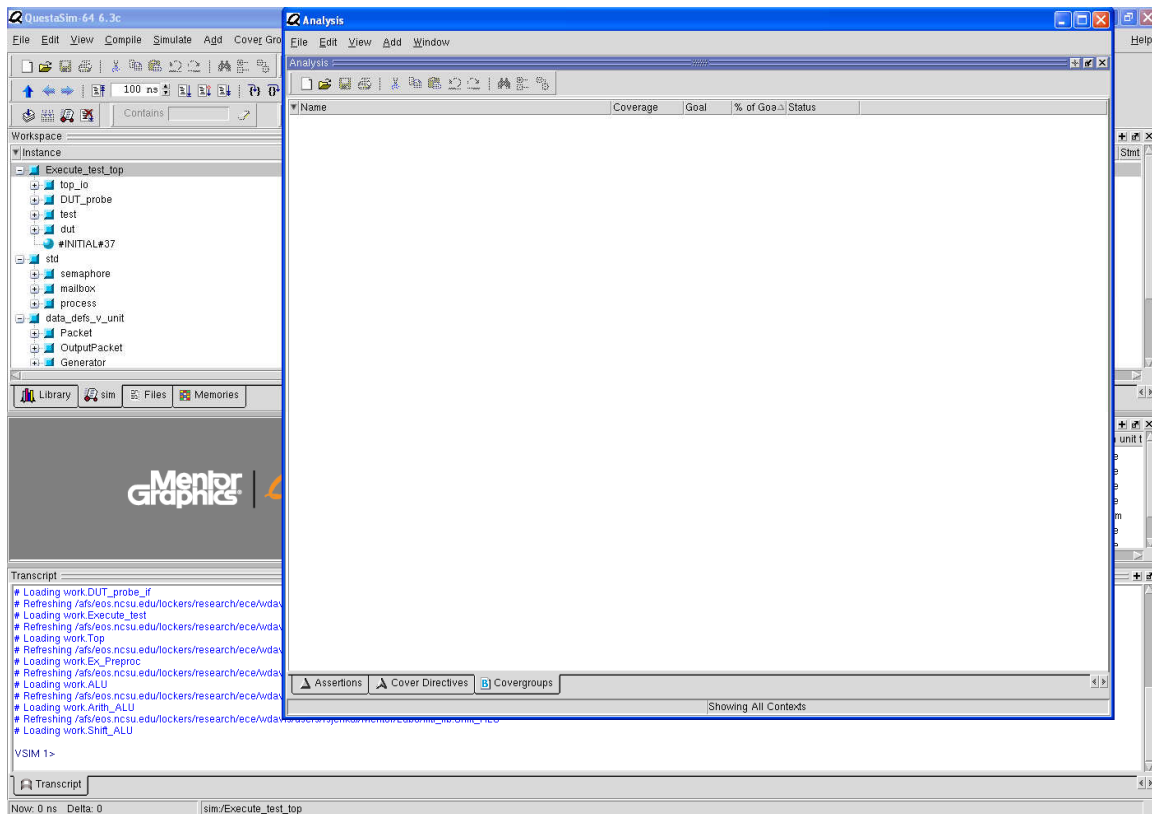 QuestaSim-64 6.3c
File Edit View Compile Simulate Add Cover Gro
Help
100 ns
Contains
Workspace
Instance
Stmt
Execute_test_top
top_io
DUT_probe
test
dut
#INITIAL#37
std
semaphore
mailbox
process
data_defs_v_unit
Packet
OutputPacket
Generator
Library sim Files Memories
Mentor
Graphics
unit t
Transcript
# Loading work.DUT_probe_if
# Refreshing /afs/eos.ncsu.edu/lockers/research/ece/wdav
# Loading work.Execute_test
# Refreshing /afs/eos.ncsu.edu/lockers/research/ece/wdav
# Loading work.Top
# Refreshing /afs/eos.ncsu.edu/lockers/research/ece/wdav
# Loading work.Ex_Preproc
# Refreshing /afs/eos.ncsu.edu/lockers/research/ece/wdav
# Loading work.ALU
# Refreshing /afs/eos.ncsu.edu/lockers/research/ece/wdav
# Loading work.Arith_ALU
# Refreshing /afs/eos.ncsu.edu/lockers/research/ece/wdav
# Loading work.Shift_ALU
VSIM 1>
Transcript
Now: 0 ns Delta: 0 sim:/Execute_test_top
Analysis
File Edit View Add Window
Analysis
Name Coverage Goal % of Goa Status
Assertions Cover Directives B Covergroups
Showing All Contexts